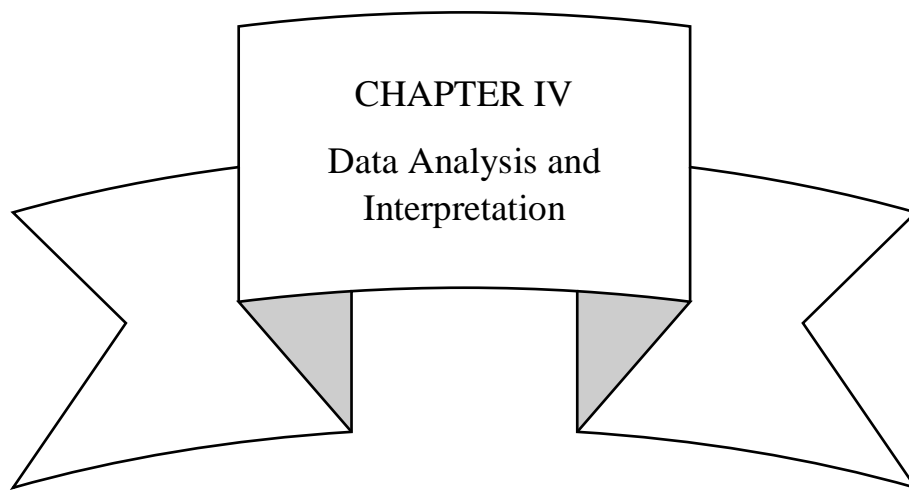 CHAPTER IV
Data Analysis and
Interpretation